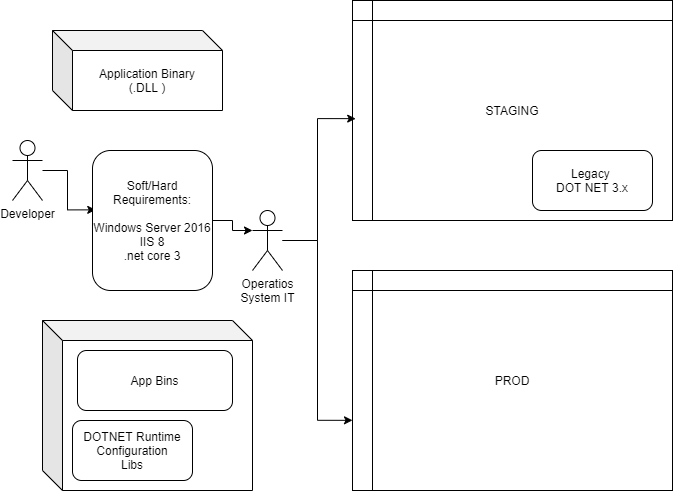 Application Binary
(.DLL )
STAGING
Legacy
DOT NET 3.x
Developer
Soft/Hard
Requirements:
Windows Server 2016
IIS 8
.net core 3
Operatios
System IT
App Bins
DOTNET Runtime
Configuration
Libs
PROD